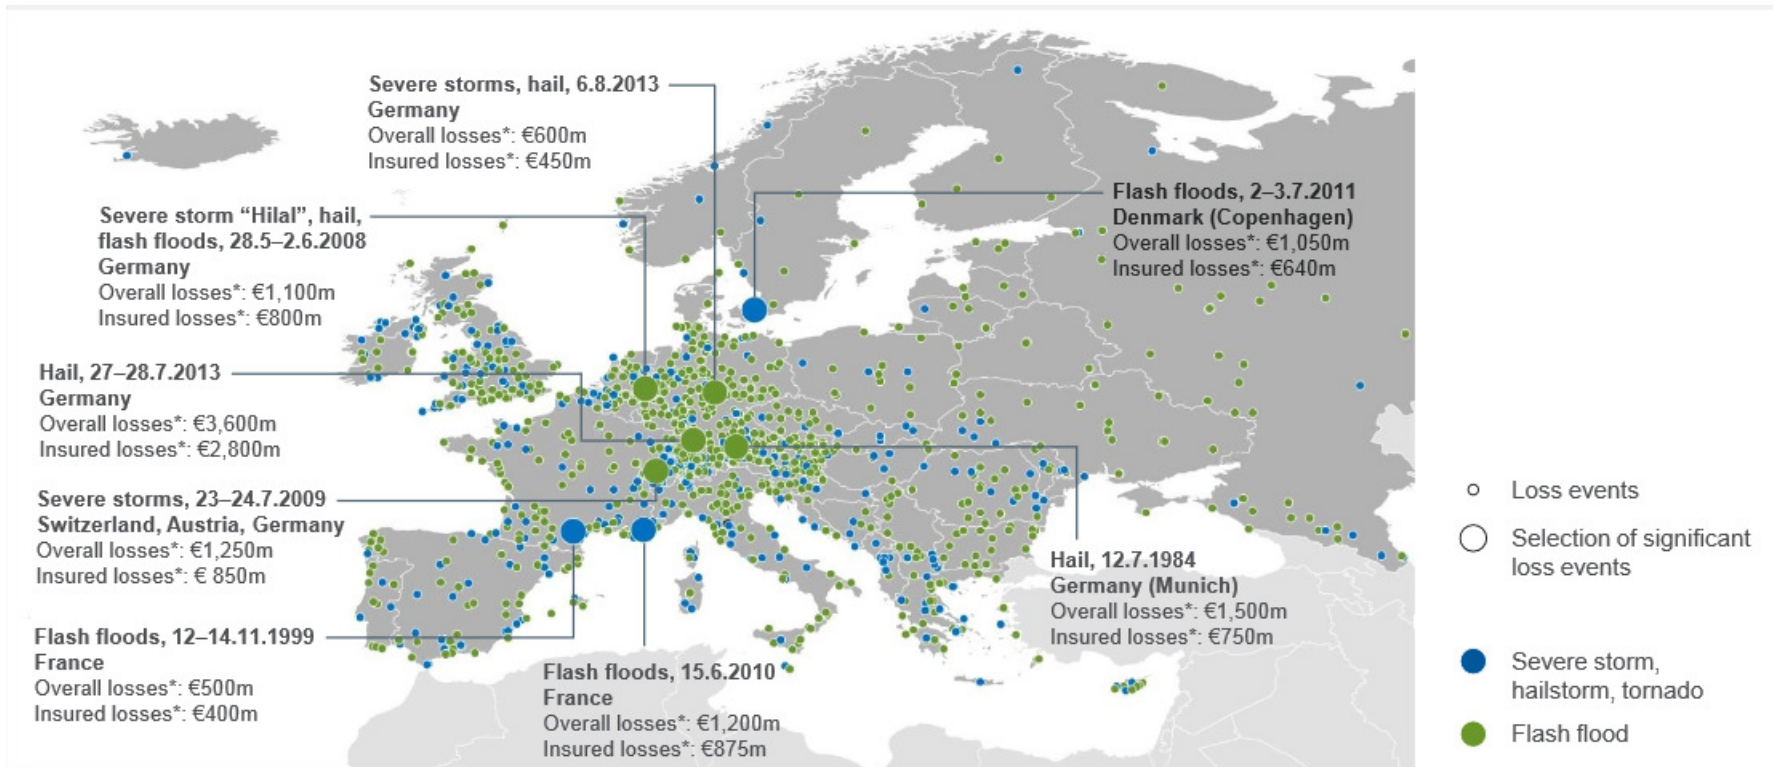 Severe storms, hail, 6.8.2013
Germany
Overall losses*: €600m
Insured losses*: €450m
Severe storm “Hilal”, hail,
flash floods, 28.5–2.6.2008
Germany
Overall losses*: €1,100m
Insured losses*: €800m
Flash floods, 2–3.7.2011
Denmark (Copenhagen)
Overall losses*: €1,050m
Insured losses*: €640m
Hail, 27–28.7.2013
Germany
Overall losses*: €3,600m
Insured losses*: €2,800m
Severe storms, 23–24.7.2009
Switzerland, Austria, Germany
Overall losses*: €1,250m
Insured losses*: € 850m
Flash floods, 12–14.11.1999
France
Overall losses*: €500m
Insured losses*: €400m
Flash floods, 15.6.2010
France
Overall losses*: €1,200m
Insured losses*: €875m
Hail, 12.7.1984
Germany (Munich)
Overall losses*: €1,500m
Insured losses*: €750m
Loss events
Selection of significant
loss events
Severe storm,
hailstorm, tornado
Flash flood